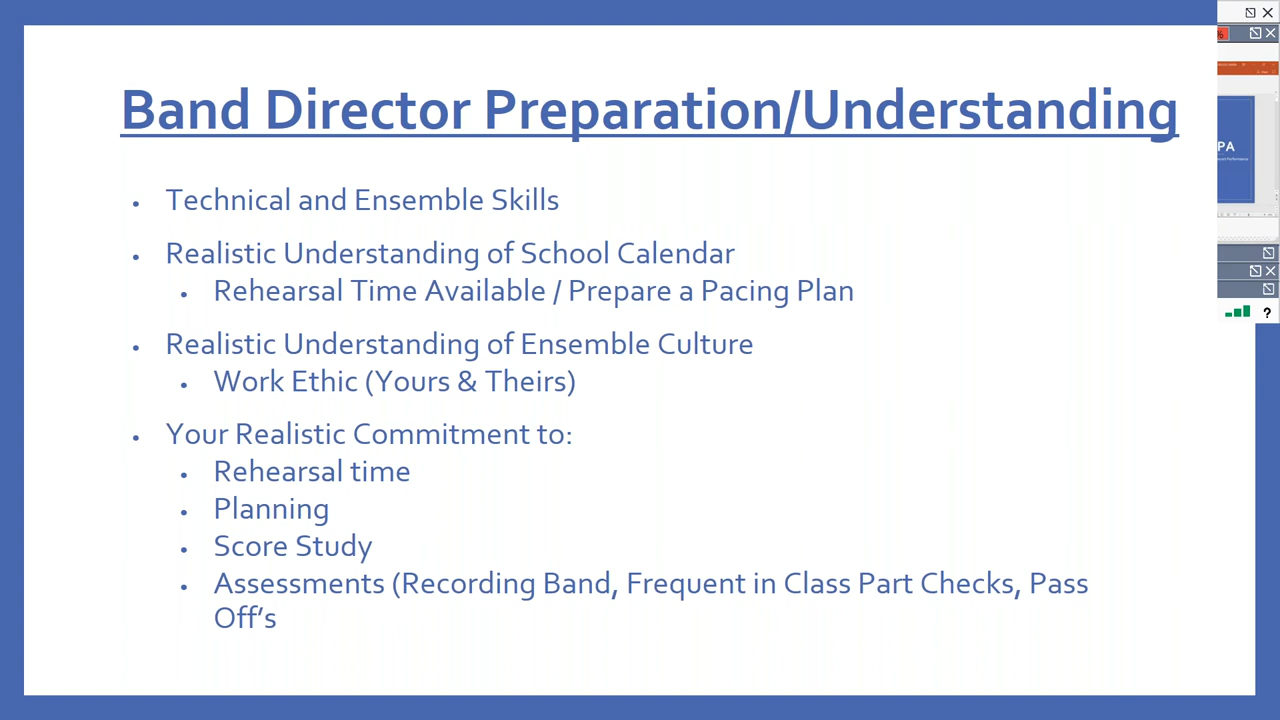 Band Director Preparation/Understanding
• Technical and Ensemble Skills
• Realistic Understanding of School Calendar
• Rehearsal Time Available / Prepare a Pacing Plan
• Realistic Understanding of Ensemble Culture
• Work Ethic (Yours & Theirs)
• Your Realistic Commitment to:
• Rehearsal time
• Planning
• Score Study
• Assessments (Recording Band, Frequent in Class Part Checks, Pass
Off's
%
PA
?